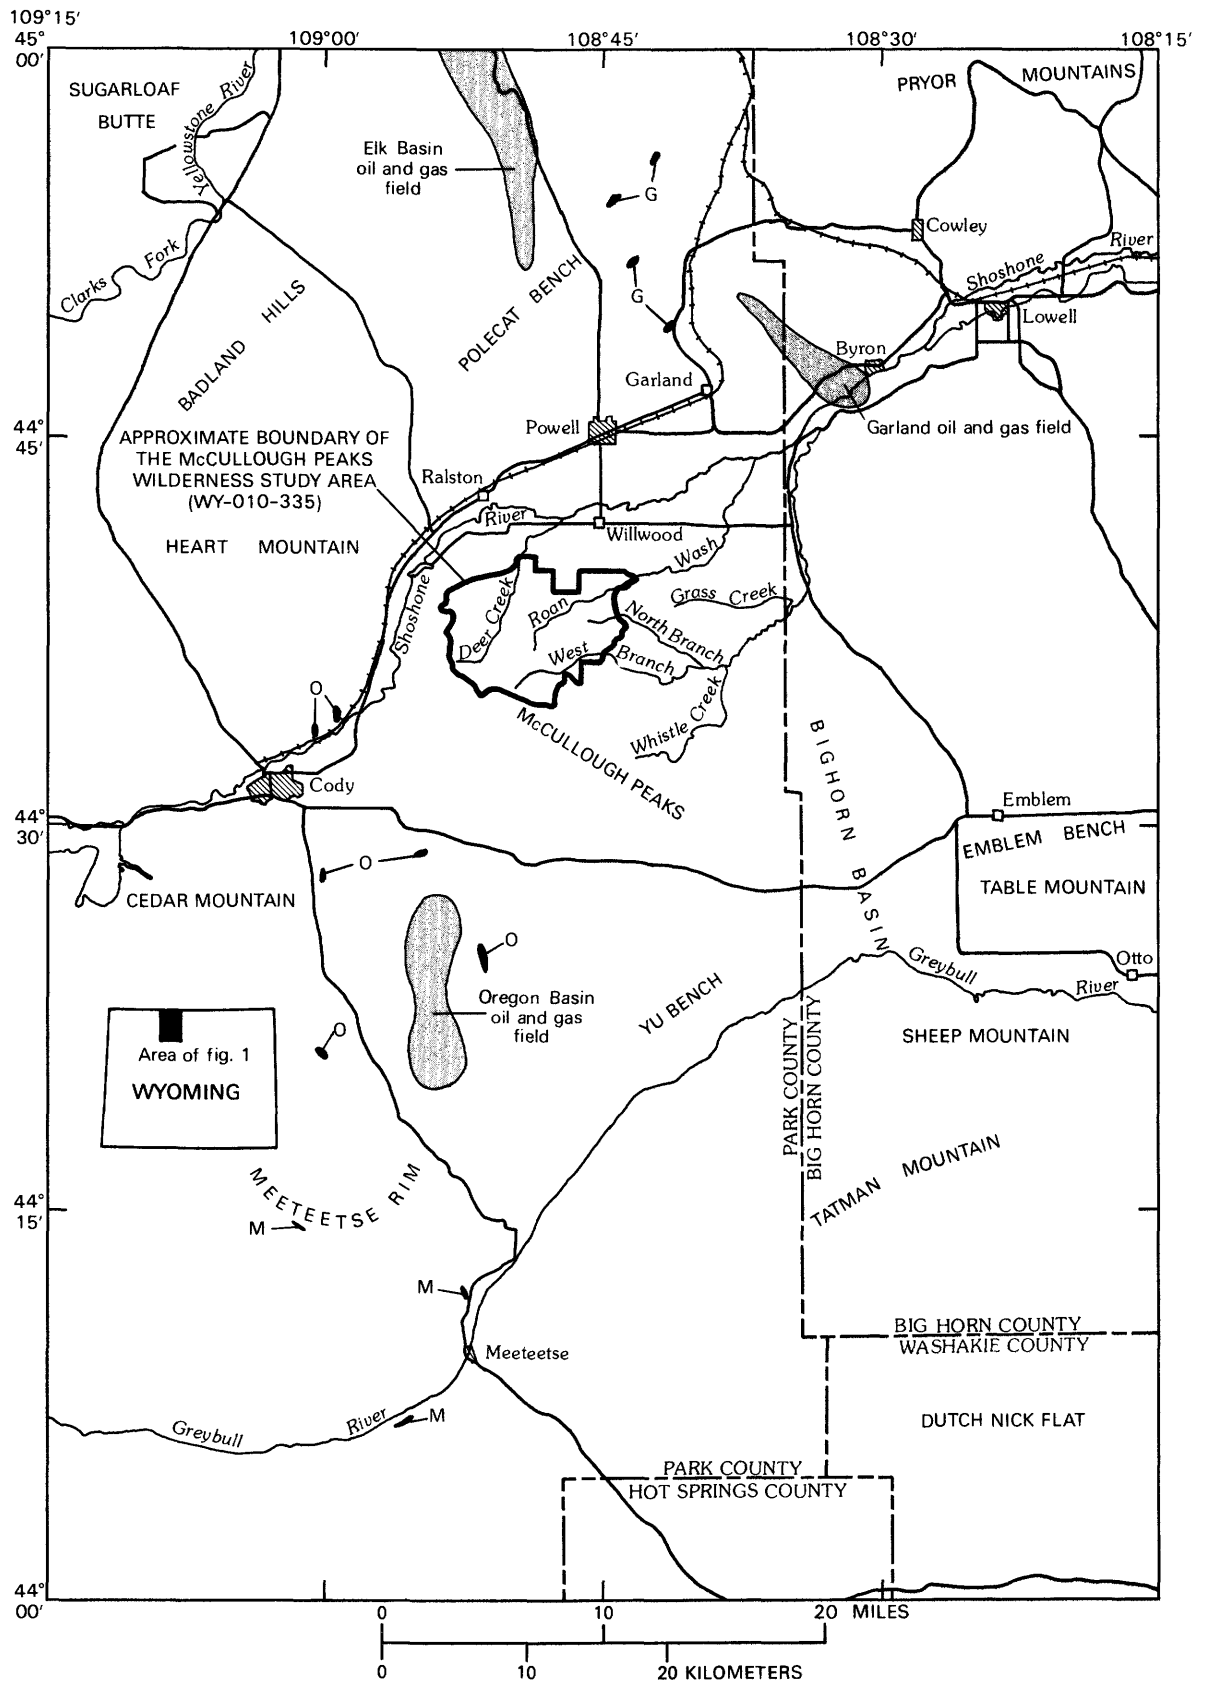 109°15'
109°00'
108°45'
108°30'
108°15'
45°
00'
SUGARLOAF
BUTTE
Yellowstone River
Clarks Fork
PRYOR MOUNTAINS
Elk Basin
oil and gas
field
G
G
Cowley
Shoshone River
Lowell
BADLAND HILLS
POLECAT BENCH
Byron
Garland
Garland oil and gas field
44°
45'
Powell
APPROXIMATE BOUNDARY OF
THE McCULLOUGH PEAKS
WILDERNESS STUDY AREA
(WY-010-335)
Ralston
River
Willwood
HEART MOUNTAIN
Shoshone
Deer Creek
Roan Wash
Grass Creek
North Branch
West Branch
Whistle Creek
McCULLOUGH PEAKS
O
BIGHORN BASIN
Cody
44°
30'
Emblem
EMBLEM BENCH
TABLE MOUNTAIN
O
CEDAR MOUNTAIN
O
Otto
Greybull River
Oregon Basin
oil and gas
field
YU BENCH
O
PARK COUNTY
BIG HORN COUNTY
SHEEP MOUNTAIN
Area of fig. 1
WYOMING
MEETEETSE RIM
TATMAN MOUNTAIN
44°
15'
M
M
BIG HORN COUNTY
WASHAKIE COUNTY
Meeteetse
M
Greybull River
DUTCH NICK FLAT
PARK COUNTY
HOT SPRINGS COUNTY
44°
00'
0 10 20 MILES
0 10 20 KILOMETERS